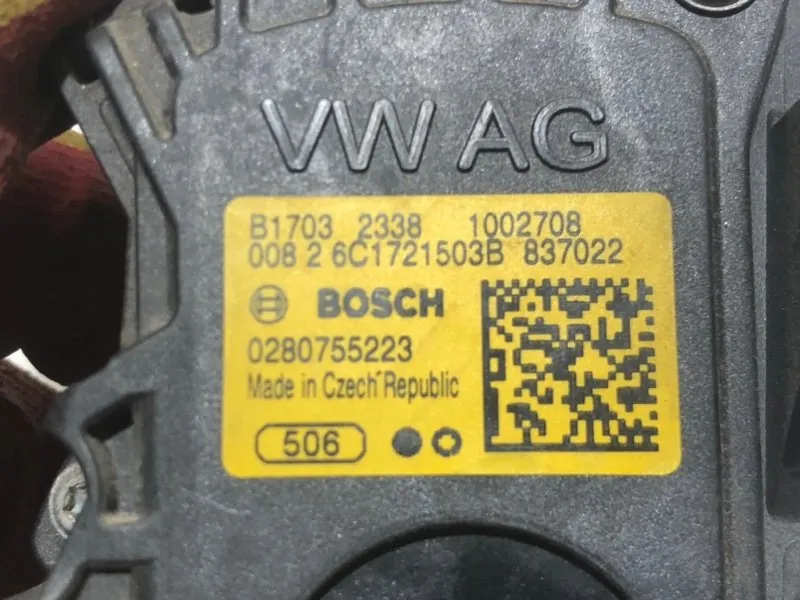 VW AG
B1703 2338 1002708
008 2 6C1721503B 837022
BOSCH
0280755223
Made in Czech Republic
506